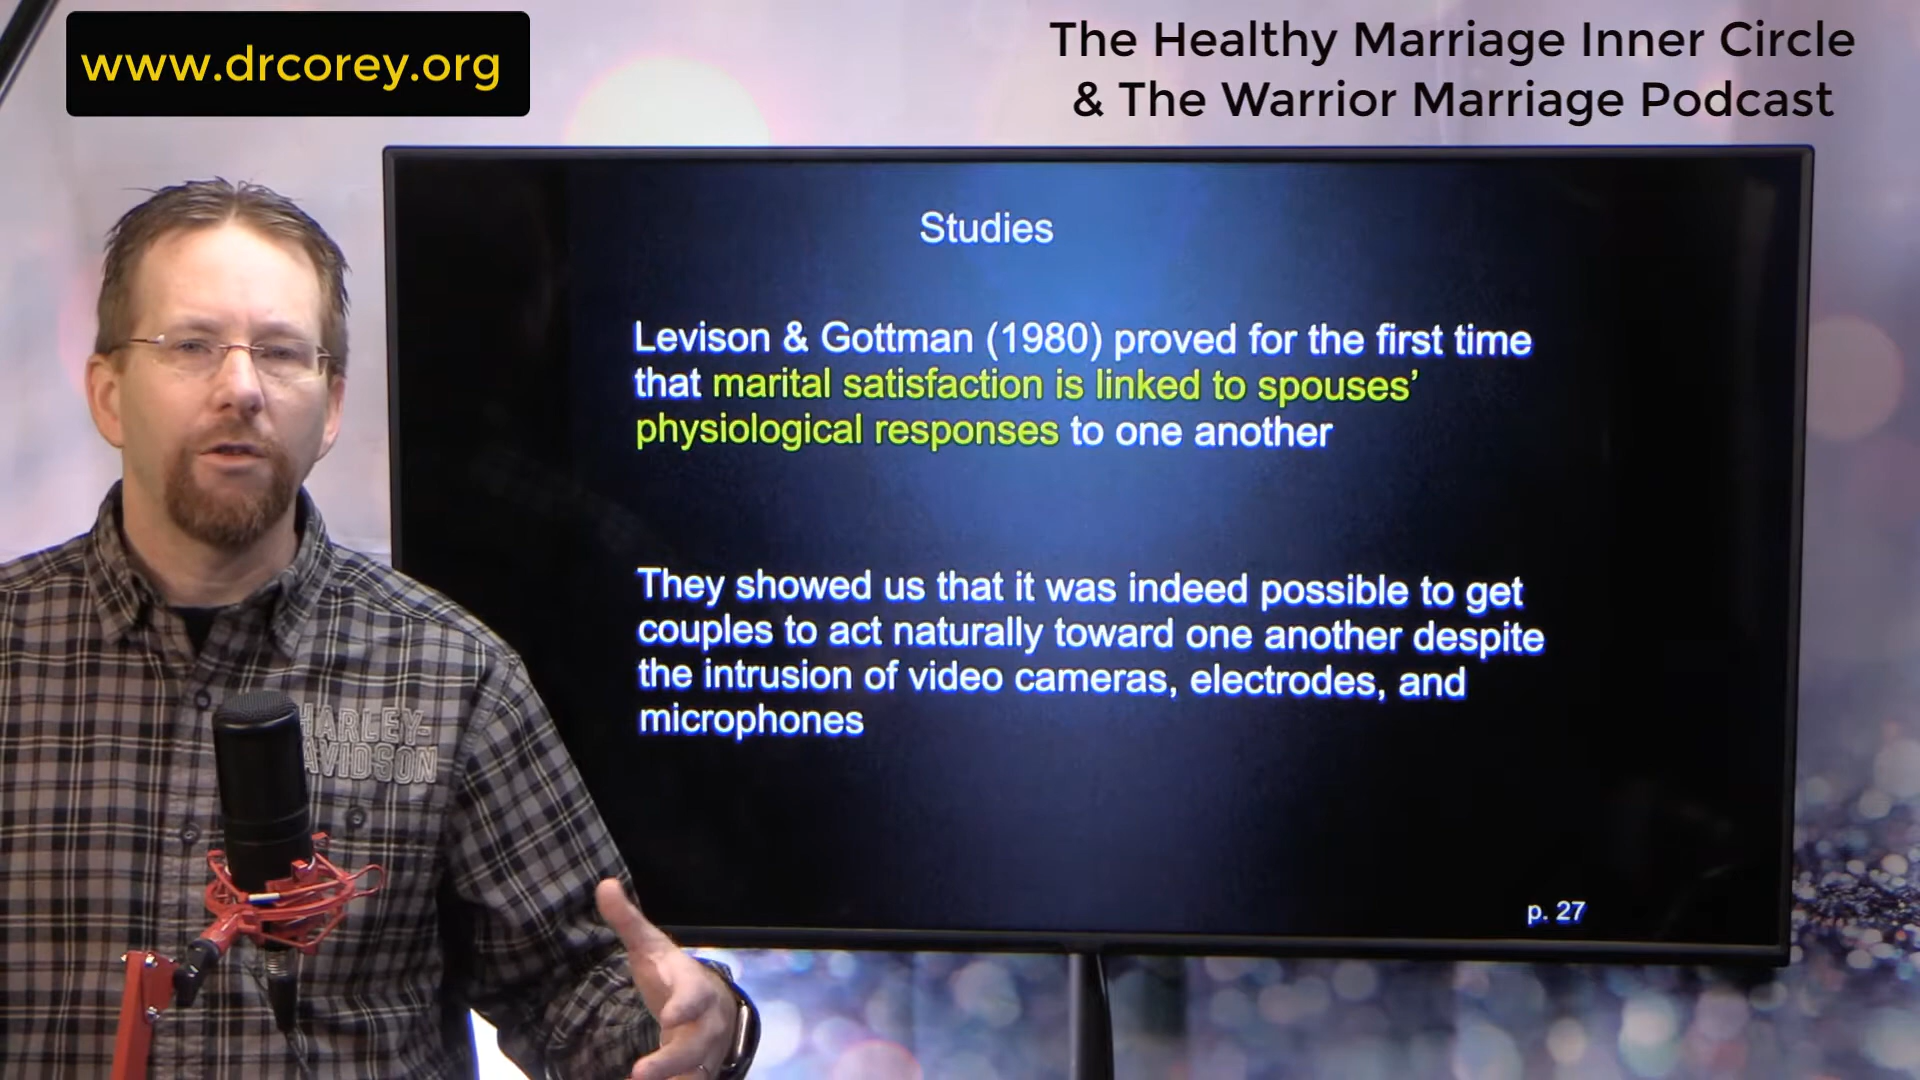 www.drcorey.org
The Healthy Marriage Inner Circle
& The Warrior Marriage Podcast
Studies
Levison & Gottman (1980) proved for the first time
that marital satisfaction is linked to spouses’
physiological responses to one another
They showed us that it was indeed possible to get
couples to act naturally toward one another despite
the intrusion of video cameras, electrodes, and
microphones
p. 27
HARLEY-
AVIDSON